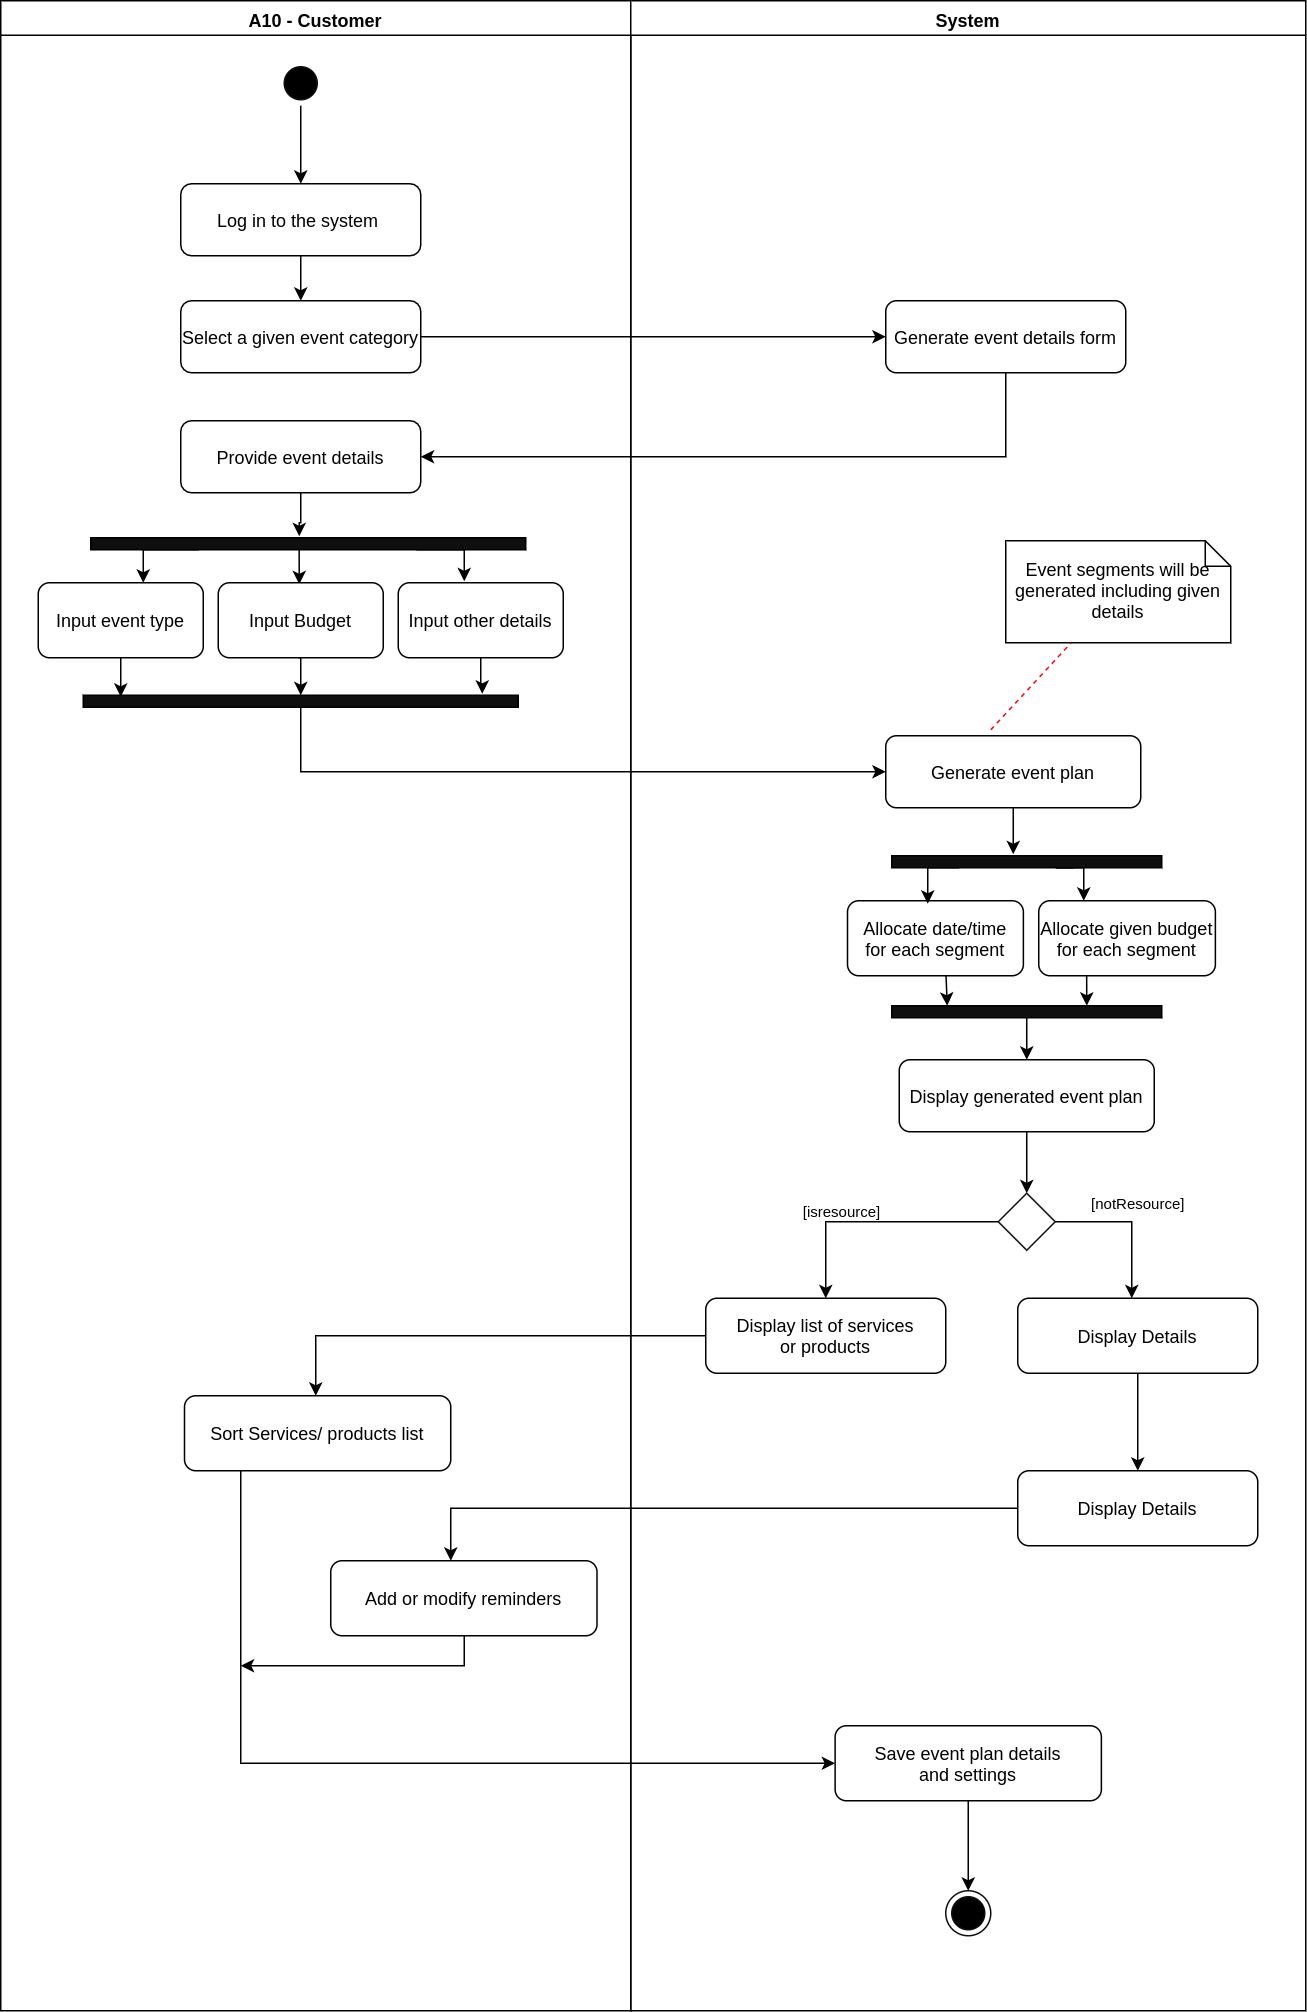 A10 - Customer
System
Log in to the system
Select a given event category
Generate event details form
Provide event details
Event segments will be
generated including given
details
Input event type
Input Budget
Input other details
Generate event plan
Allocate date/time
for each segment
Allocate given budget
for each segment
Display generated event plan
[isresource]
[notResource]
Display list of services
or products
Display Details
Sort Services/ products list
Display Details
Add or modify reminders
Save event plan details
and settings